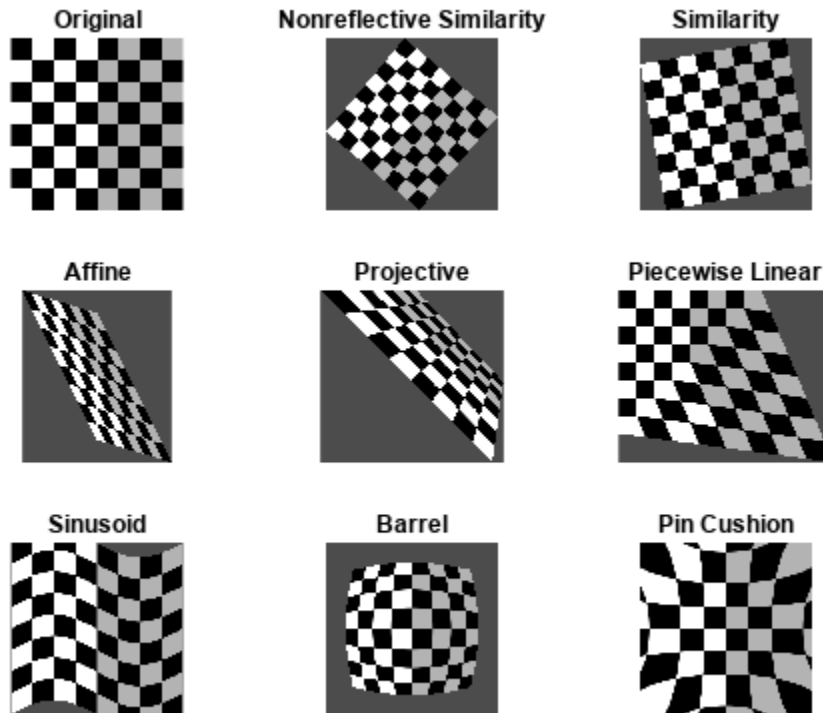 Original
Nonreflective Similarity
Similarity
Affine
Projective
Piecewise Linear
Sinusoid
Barrel
Pin Cushion